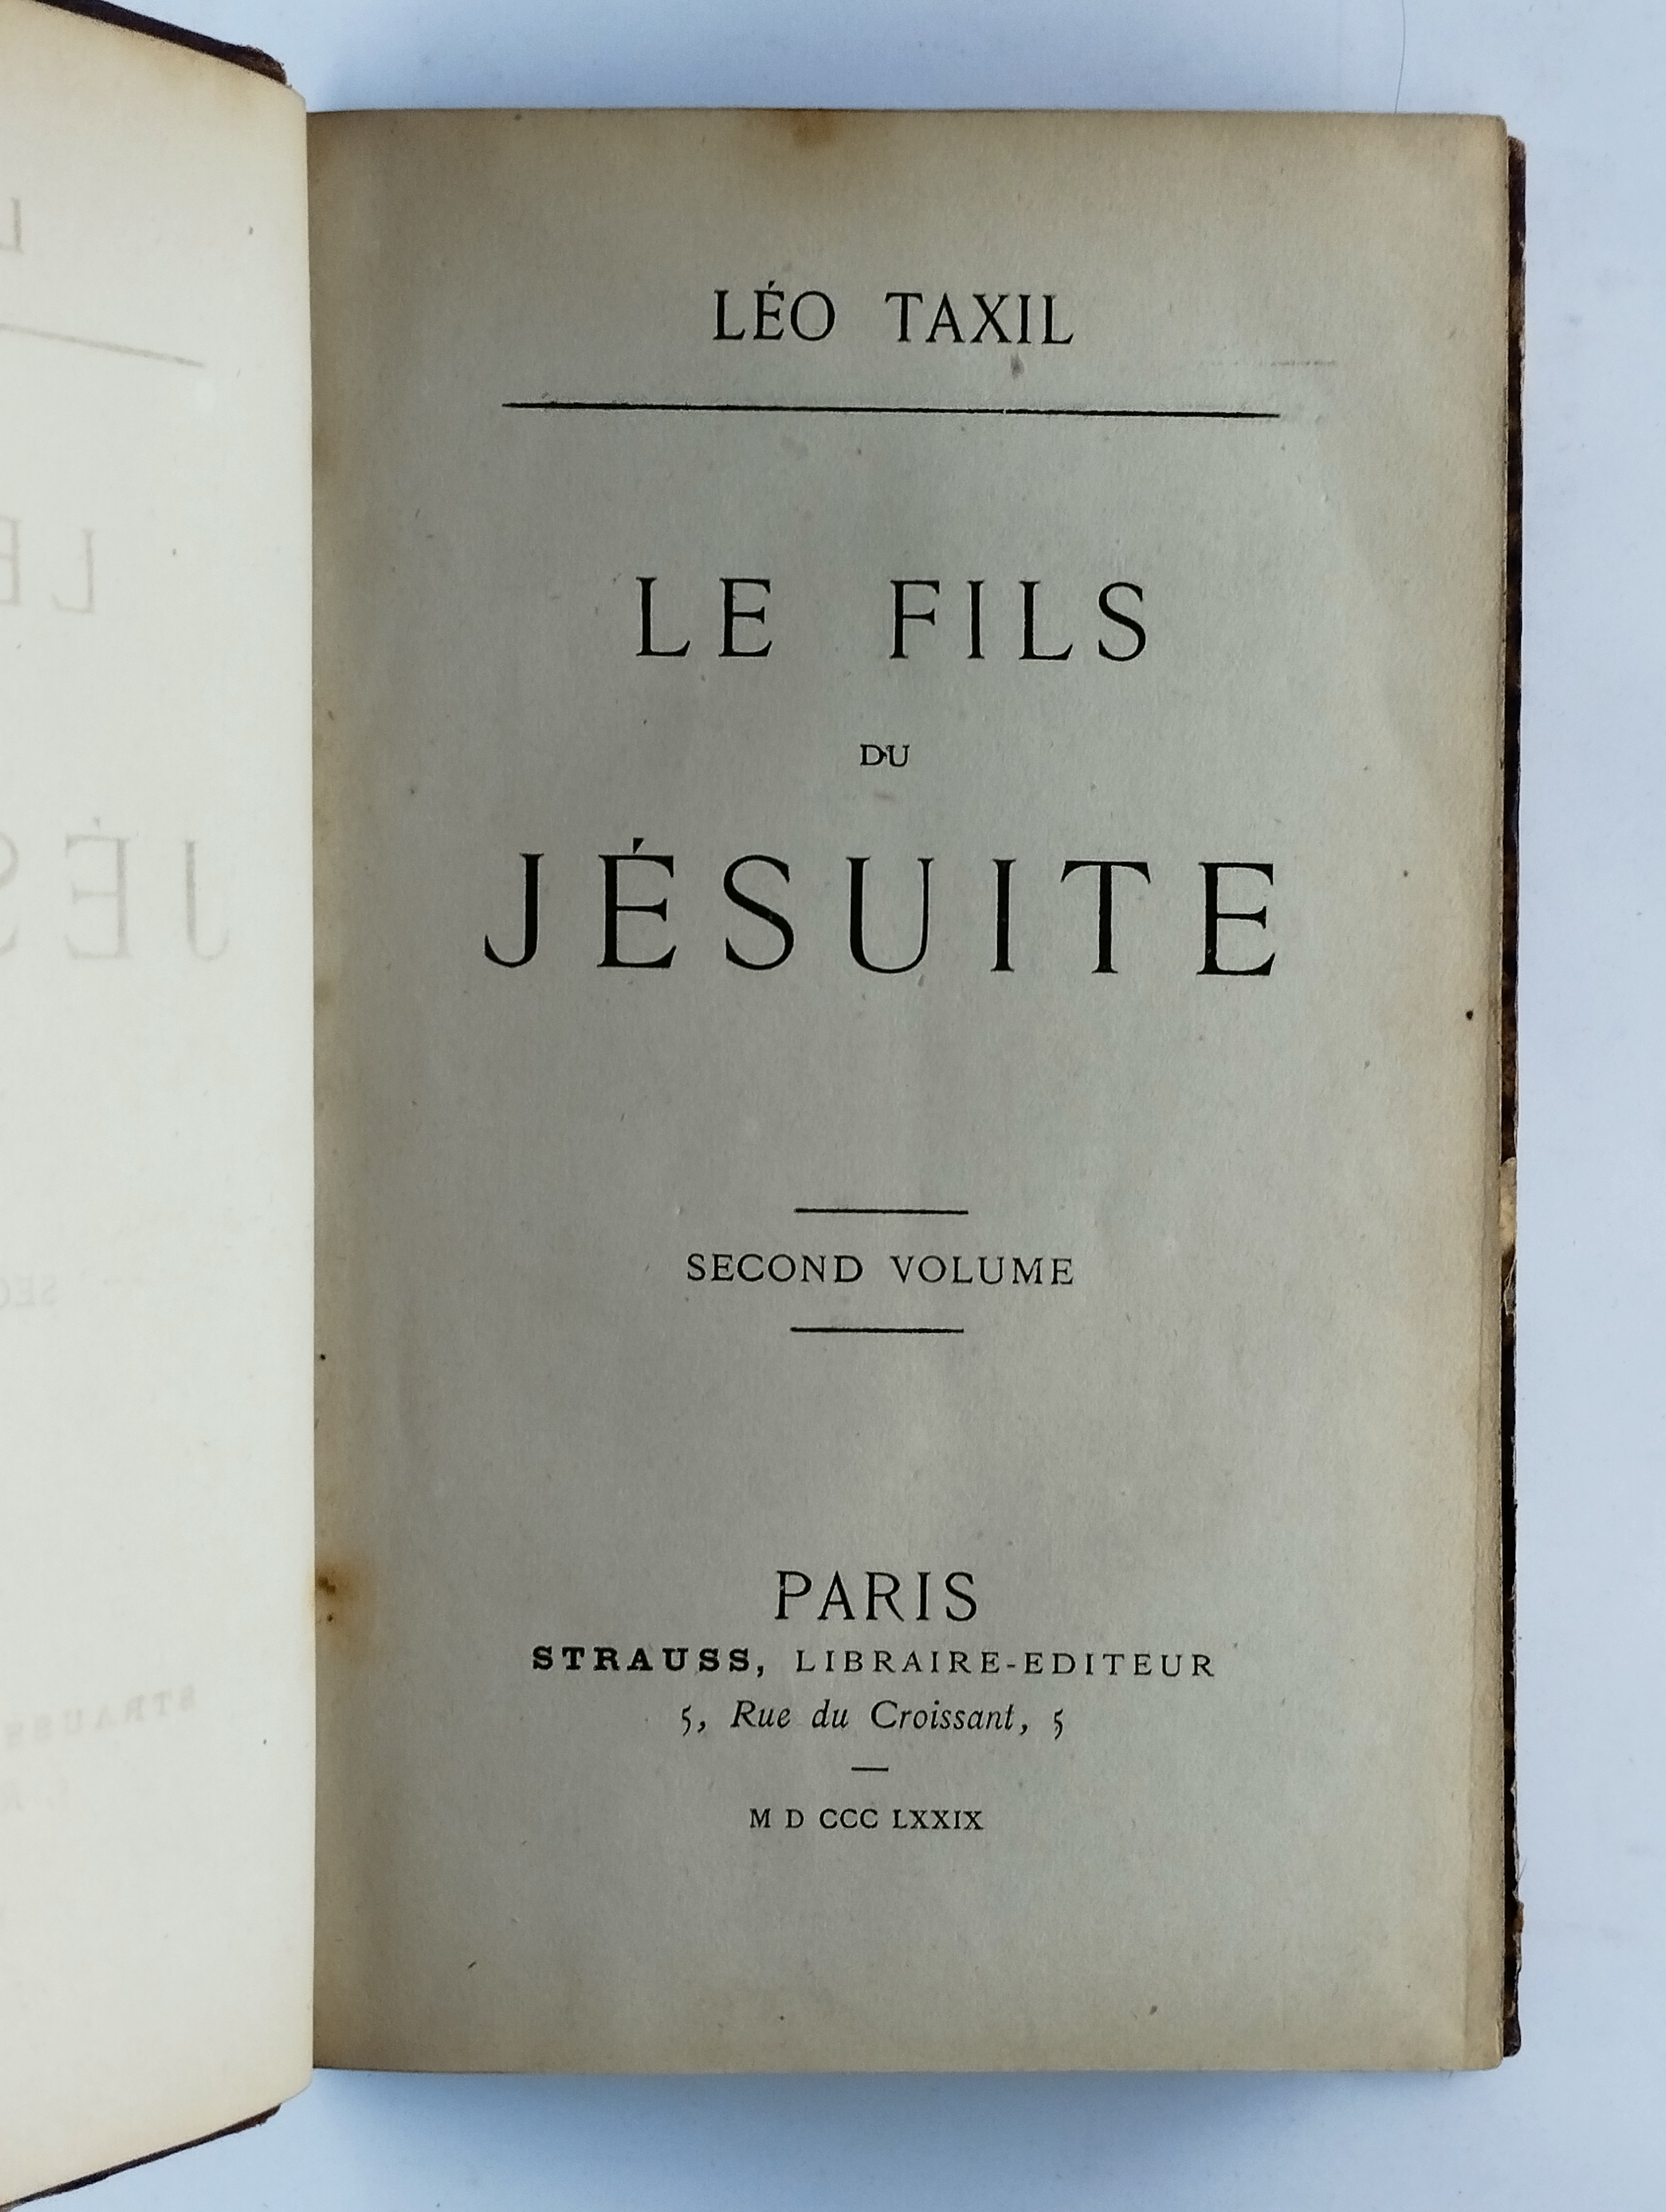 LÉO TAXIL
LE FILS
DU
JÉSUITE
SECOND VOLUME
PARIS
STRAUSS, LIBRAIRE-EDITEUR
5, Rue du Croissant, 5
M D CCC LXXIX